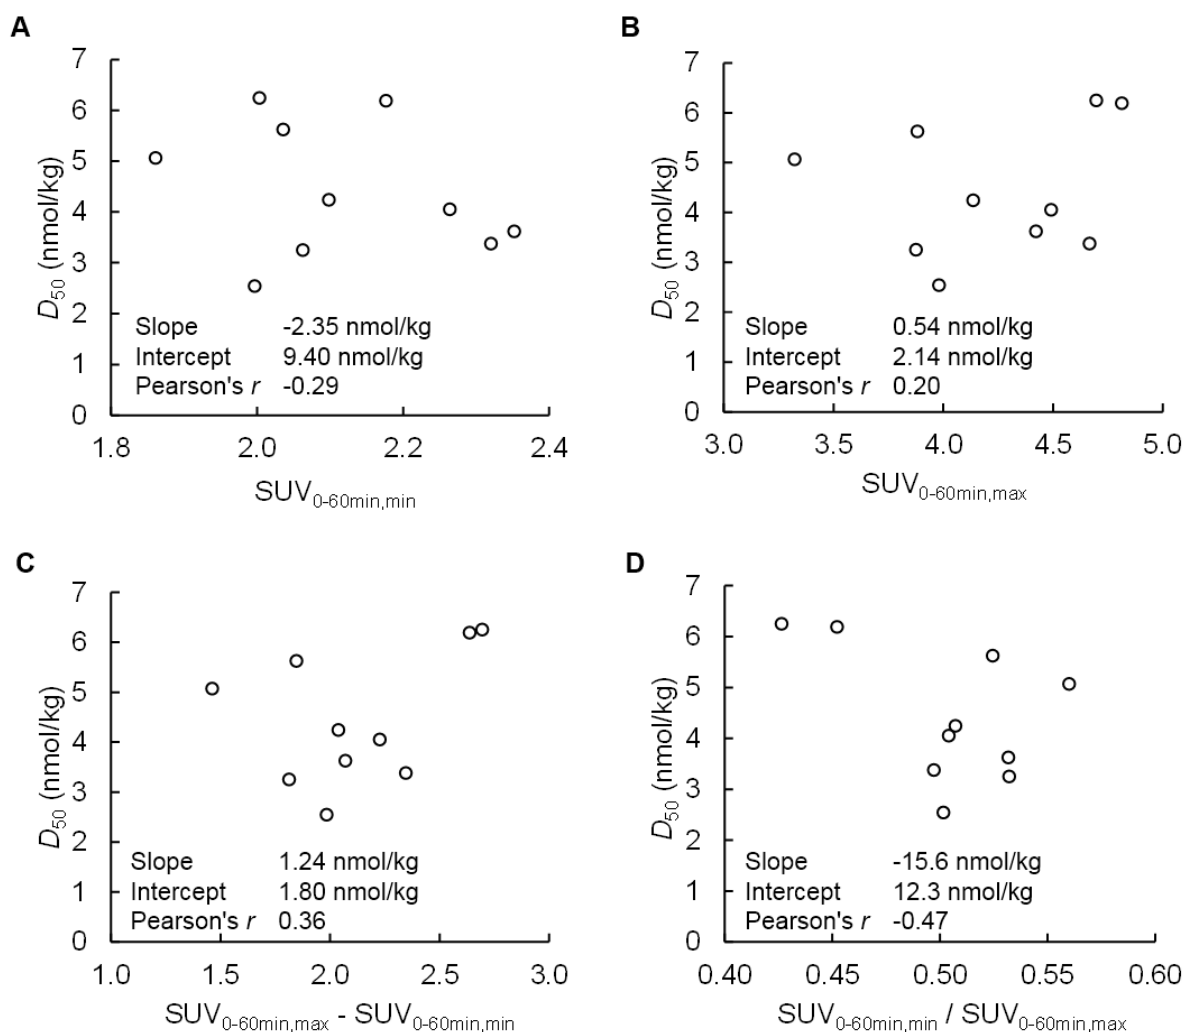 A
7
6
5
4
3
2
1
0
D50 (nmol/kg)
Slope -2.35 nmol/kg
Intercept 9.40 nmol/kg
Pearson's r -0.29
1.8 2.0 2.2 2.4
SUV0-60min,min
B
7
6
5
4
3
2
1
0
D50 (nmol/kg)
Slope 0.54 nmol/kg
Intercept 2.14 nmol/kg
Pearson's r 0.20
3.0 3.5 4.0 4.5 5.0
SUV0-60min,max
C
7
6
5
4
3
2
1
0
D50 (nmol/kg)
Slope 1.24 nmol/kg
Intercept 1.80 nmol/kg
Pearson's r 0.36
1.0 1.5 2.0 2.5 3.0
SUV0-60min,max - SUV0-60min,min
D
7
6
5
4
3
2
1
0
D50 (nmol/kg)
Slope -15.6 nmol/kg
Intercept 12.3 nmol/kg
Pearson's r -0.47
0.40 0.45 0.50 0.55 0.60
SUV0-60min,min / SUV0-60min,max